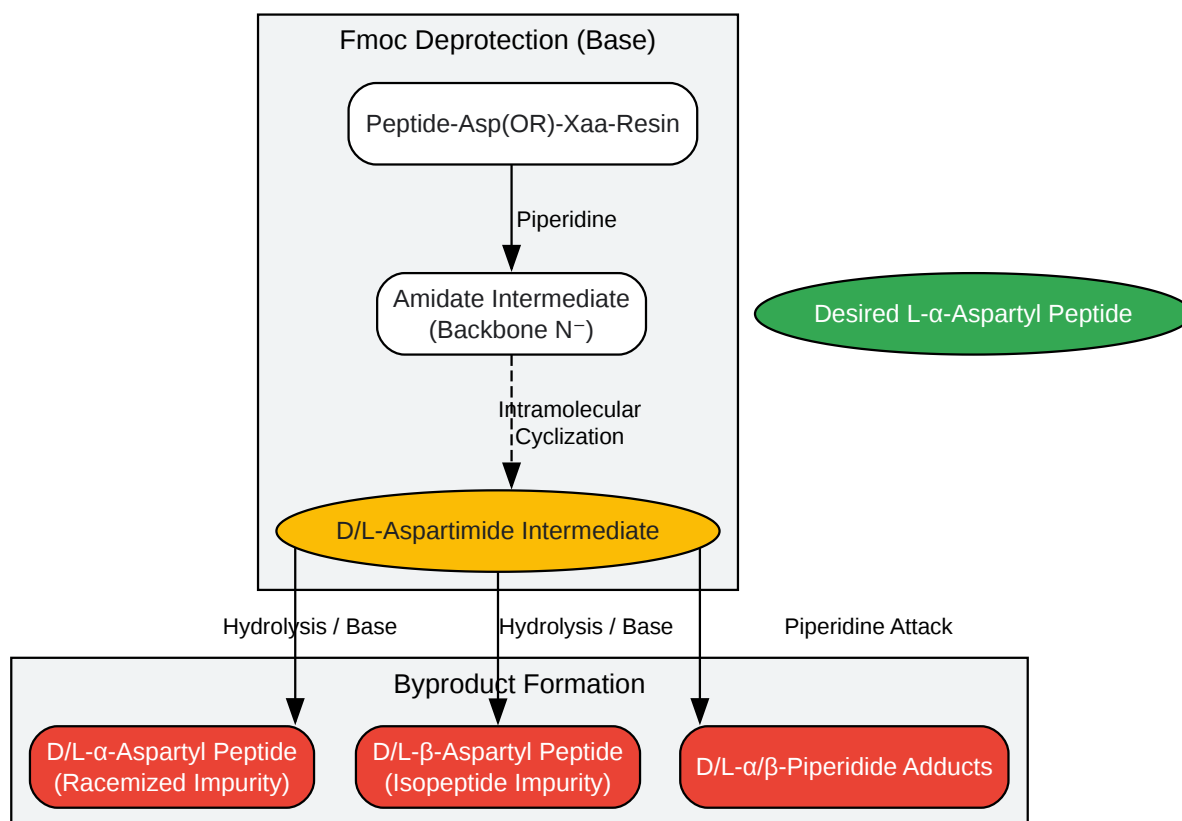 Fmoc Deprotection (Base)
Peptide-Asp(OR)-Xaa-Resin
Piperidine
Amidate Intermediate
(Backbone N⁻)
Desired L-α-Aspartyl Peptide
Intramolecular
Cyclization
D/L-Aspartimide Intermediate
Hydrolysis / Base
Hydrolysis / Base
Piperidine Attack
Byproduct Formation
D/L-α-Aspartyl Peptide
(Racemized Impurity)
D/L-β-Aspartyl Peptide
(Isopeptide Impurity)
D/L-α/β-Piperidide Adducts